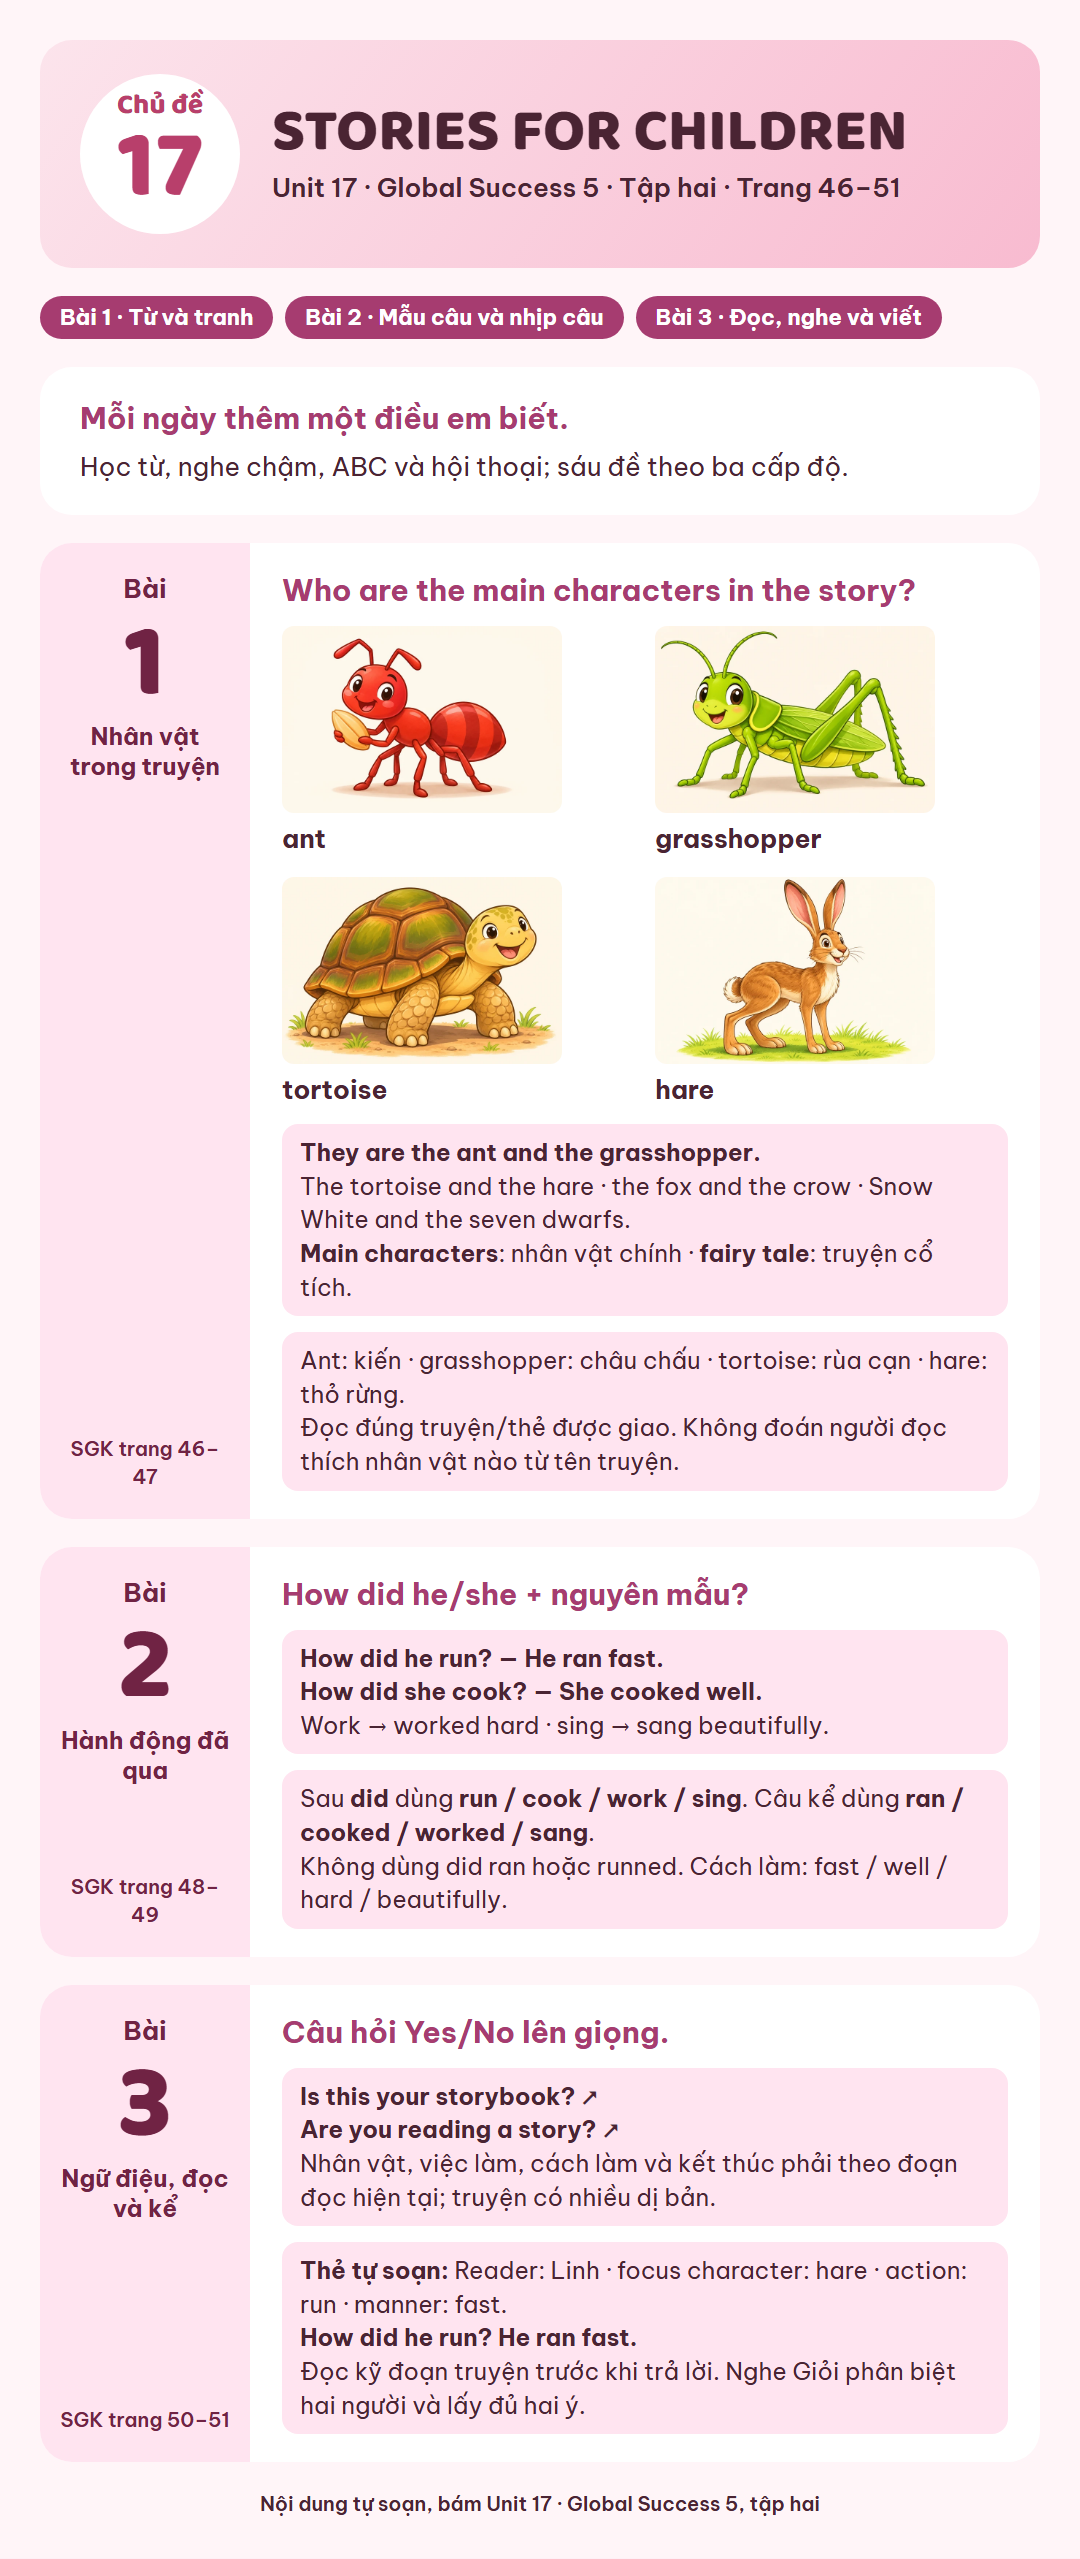 Chủ đề
17
STORIES FOR CHILDREN
Unit 17 · Global Success 5 · Tập hai · Trang 46–51
Bài 1 · Từ và tranh
Bài 2 · Mẫu câu và nhịp câu
Bài 3 · Đọc, nghe và viết
Mỗi ngày thêm một điều em biết.
Học từ, nghe chậm, ABC và hội thoại; sáu đề theo ba cấp độ.
Bài
1
Nhân vật
trong truyện
SGK trang 46–
47
Who are the main characters in the story?
ant
grasshopper
tortoise
hare
They are the ant and the grasshopper.
The tortoise and the hare · the fox and the crow · Snow
White and the seven dwarfs.
Main characters: nhân vật chính · fairy tale: truyện cổ
tích.
Ant: kiến · grasshopper: châu chấu · tortoise: rùa cạn · hare:
thỏ rừng.
Đọc đúng truyện/thẻ được giao. Không đoán người đọc
thích nhân vật nào từ tên truyện.
Bài
2
Hành động đã
qua
SGK trang 48–
49
How did he/she + nguyên mẫu?
How did he run? — He ran fast.
How did she cook? — She cooked well.
Work → worked hard · sing → sang beautifully.
Sau did dùng run / cook / work / sing. Câu kể dùng ran /
cooked / worked / sang.
Không dùng did ran hoặc runned. Cách làm: fast / well /
hard / beautifully.
Bài
3
Ngữ điệu, đọc
và kể
SGK trang 50–51
Câu hỏi Yes/No lên giọng.
Is this your storybook? ↗
Are you reading a story? ↗
Nhân vật, việc làm, cách làm và kết thúc phải theo đoạn
đọc hiện tại; truyện có nhiều dị bản.
Thẻ tự soạn: Reader: Linh · focus character: hare · action:
run · manner: fast.
How did he run? He ran fast.
Đọc kỹ đoạn truyện trước khi trả lời. Nghe Giỏi phân biệt
hai người và lấy đủ hai ý.
Nội dung tự soạn, bám Unit 17 · Global Success 5, tập hai